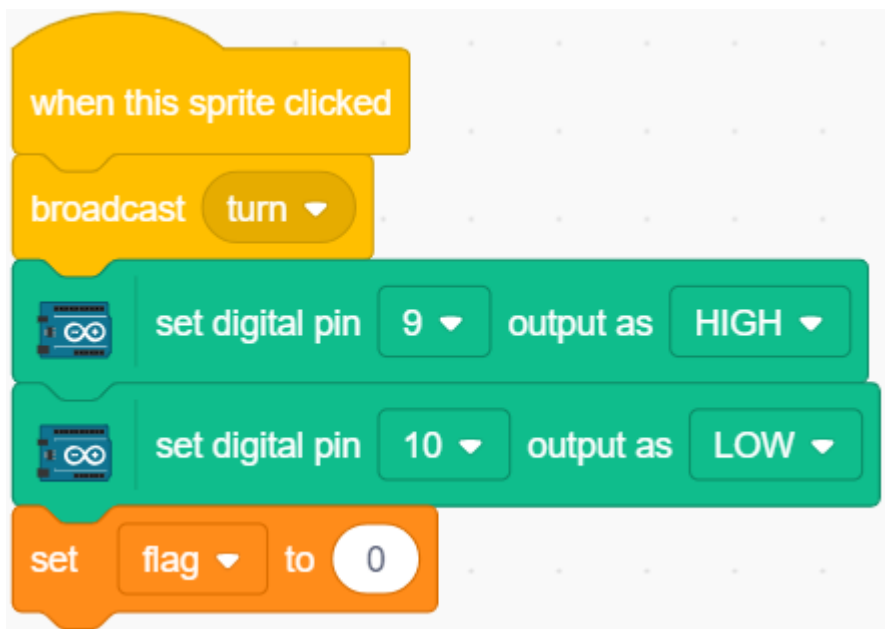 when this sprite clicked
broadcast turn
set digital pin 9 output as HIGH
set digital pin 10 output as LOW
set flag to 0